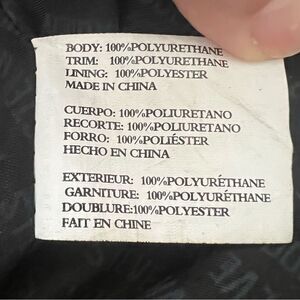 BODY: 100%POLYURETHANE
TRIM: 100%POLYURETHANE
LINING: 100%POLYESTER
MADE IN CHINA
CUERPO: 100%POLIURETANO
RECORTE: 100%POLIURETANO
FORRO: 100%POLIÉSTER
HECHO EN CHINA
EXTERIEUR: 100%POLYURÉTHANE
GARNITURE: 100%POLYURÉTHANE
DOUBLURE:100%POLYESTER
FAIT EN CHINE